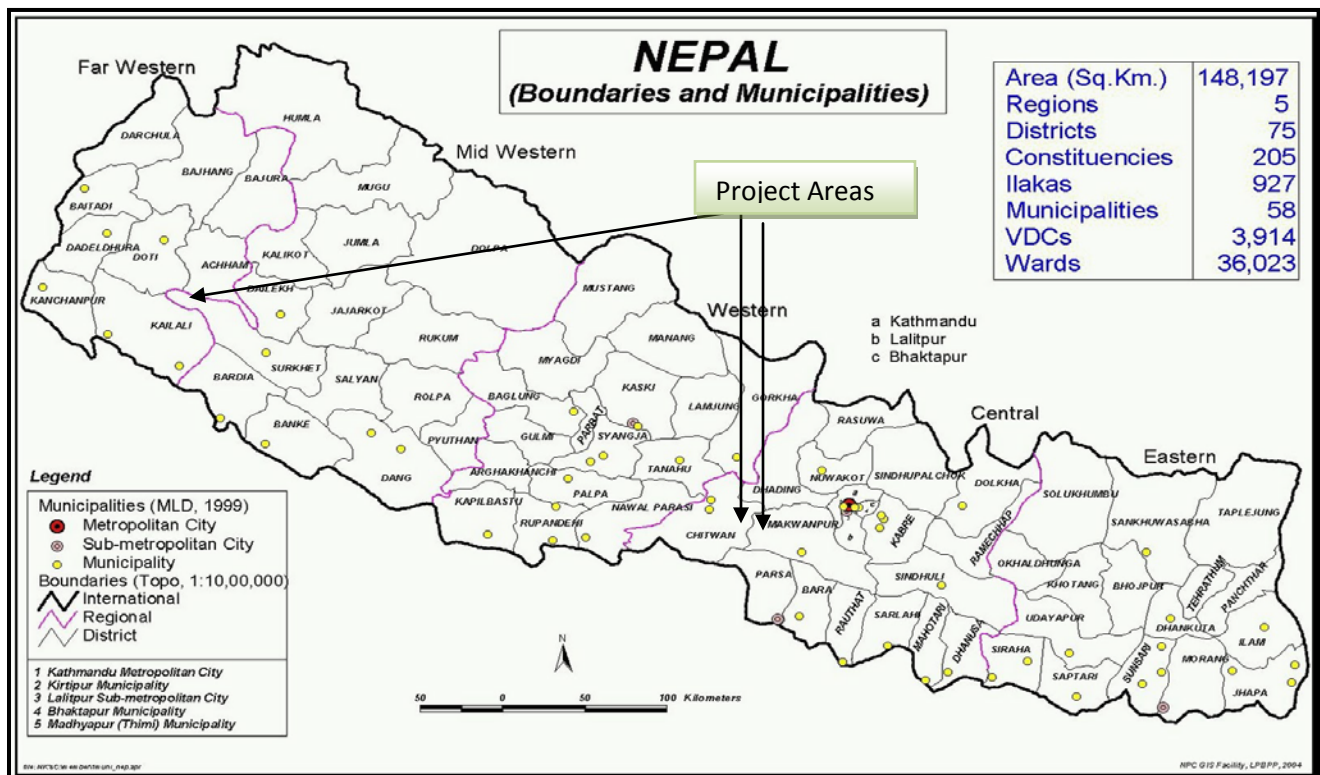 NEPAL
(Boundaries and Municipalities)
Area (Sq.Km.) 148,197
Regions 5
Districts 75
Constituencies 205
Ilakas 927
Municipalities 58
VDCs 3,914
Wards 36,023
Project Areas
Far Western
Mid Western
Western
Central
Eastern
a Kathmandu
b Lalitpur
c Bhaktapur
DARCHULA
HUMLA
BAJHANG
BAJURA
MUGU
BAITADI
DADELDHURA
DOTI
ACHHAM
KALIKOT
JUMLA
DOLPA
KANCHANPUR
KAILALI
DAILEKH
JAJARKOT
MUSTANG
RUKUM
MANANG
MYAGDI
BARDIA
SURKHET
SALYAN
ROLPA
BAGLUNG
KASKI
LAMJUNG
GORKHA
RASUWA
BANKE
PYUTHAN
GULMI
PARBAT
SYANGJA
TANAHU
DANG
ARGHAKHANCHI
PALPA
DHADING
NUWAKOT
SINDHUPALCHOK
DOLKHA
SOLUKHUMBU
SANKHUWASABHA
TAPLEJUNG
KAPILBASTU
RUPANDEHI
NAWAL PARASI
CHITWAN
MAKWANPUR
KABRE
RAMECHHAP
OKHALDHUNGA
KHOTANG
BHOJPUR
TEHRATHUM
PANCHTHAR
PARSA
BARA
RAUTHAT
SARLAHI
MAHOTARI
DHANUSA
SINDHULI
SIRAHA
UDAYAPUR
SAPTARI
SUNSARI
DHANKUTA
MORANG
ILAM
JHAPA
a
b
c
Legend
Municipalities (MLD, 1999)
Metropolitan City
Sub-metropolitan City
Municipality
Boundaries (Topo, 1:10,00,000)
International
Regional
District
1 Kathmandu Metropolitan City
2 Kirtipur Municipality
3 Lalitpur Sub-metropolitan City
4 Bhaktapur Municipality
5 Madhyapur (Thimi) Municipality
N
50 0 50 100 Kilometers
NPC GIS Facility, LPBPP, 2004